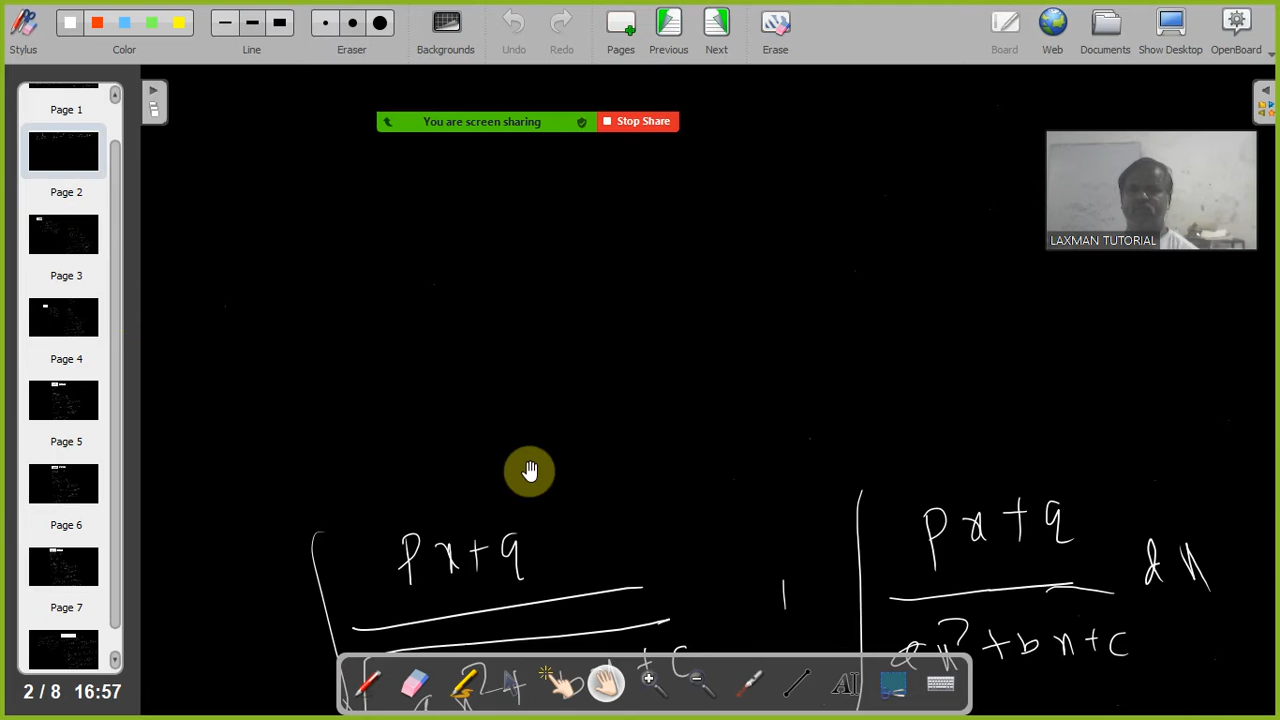 Stylus Color Line Eraser Backgrounds Undo Redo Pages Previous Next Erase Board Web Documents Show Desktop OpenBoard
You are screen sharing Stop Share
LAXMAN TUTORIAL
Page 1
Page 2
Page 3
Page 4
Page 5
Page 6
Page 7
px+q
px+q
dx
ax²+bx+c
+ c
2 / 8 16:57